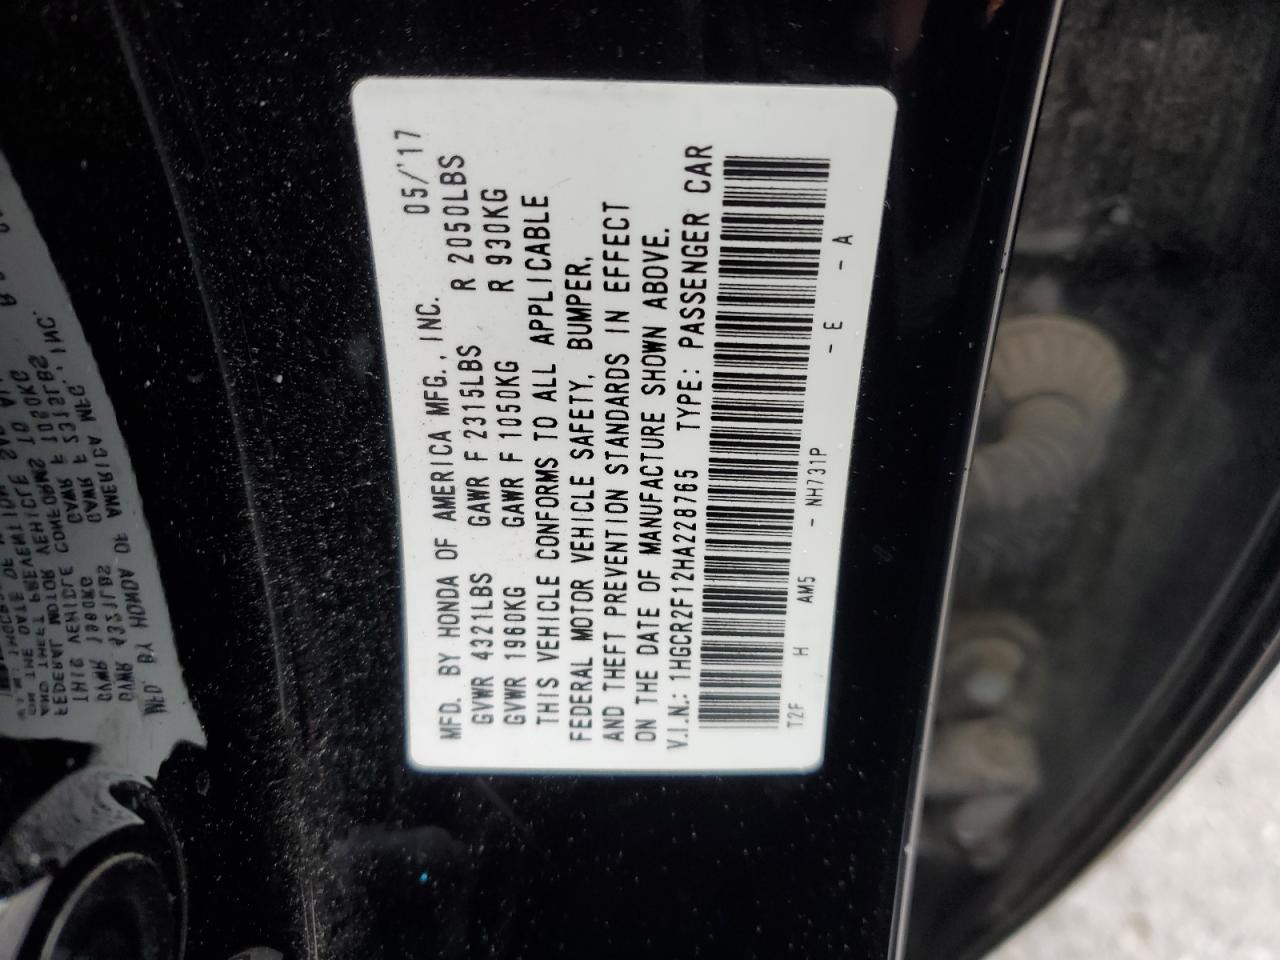 MFD. BY HONDA OF AMERICA MFG., INC. 05/'17
GVWR 4321LBS GAWR F 2315LBS R 2050LBS
GVWR 1960KG GAWR F 1050KG R 930KG
THIS VEHICLE CONFORMS TO ALL APPLICABLE
FEDERAL MOTOR VEHICLE SAFETY, BUMPER,
AND THEFT PREVENTION STANDARDS IN EFFECT
ON THE DATE OF MANUFACTURE SHOWN ABOVE.
V.I.N.: 1HGCR2F12HA228765 TYPE: PASSENGER CAR
T2F - H AM5 - NH731P - E - A